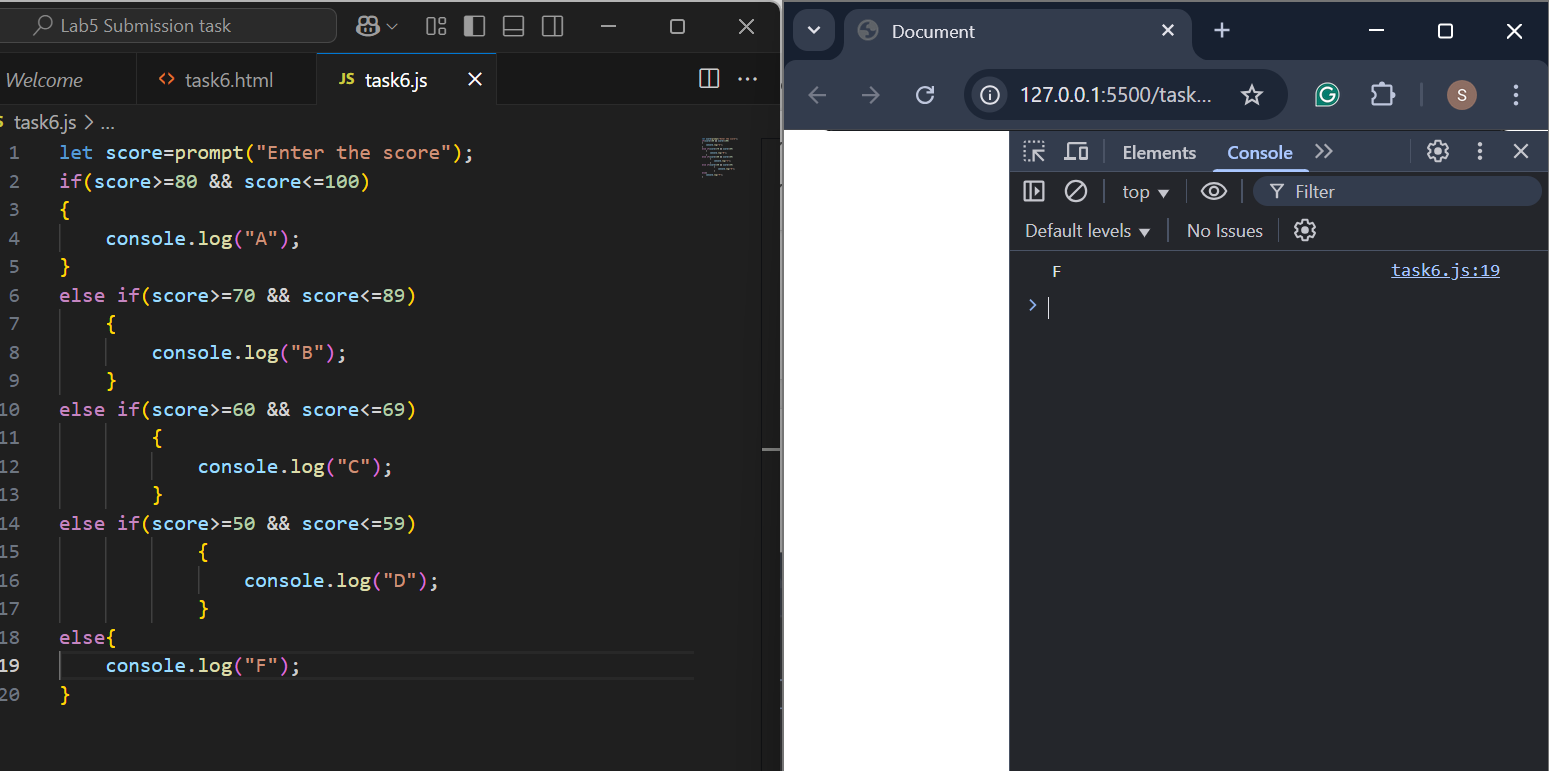 Lab5 Submission task
Welcome
<> task6.html
JS task6.js
task6.js > ...
1 let score=prompt("Enter the score");
2 if(score>=80 && score<=100)
3 {
4 console.log("A");
5 }
6 else if(score>=70 && score<=89)
7 {
8 console.log("B");
9 }
10 else if(score>=60 && score<=69)
11 {
12 console.log("C");
13 }
14 else if(score>=50 && score<=59)
15 {
16 console.log("D");
17 }
18 else{
19 console.log("F");
20 }
Document
127.0.0.1:5500/task...
S
Elements Console
top Filter
Default levels No Issues
F task6.js:19
>